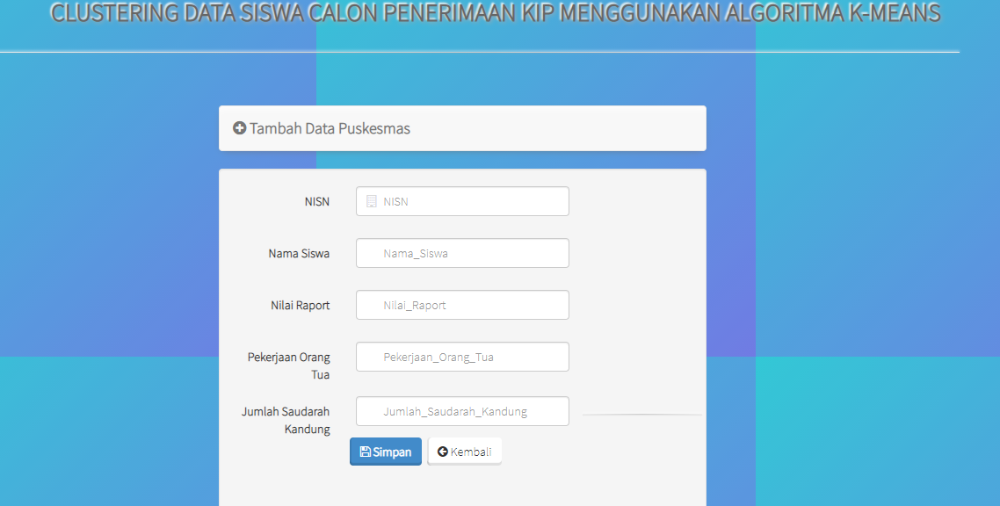 CLUSTERING DATA SISWA CALON PENERIMAAN KIP MENGGUNAKAN ALGORITMA K-MEANS
Tambah Data Puskesmas
NISN
NISN
Nama Siswa
Nama_Siswa
Nilai Raport
Nilai_Raport
Pekerjaan Orang
Tua
Pekerjaan_Orang_Tua
Jumlah Saudarah
Kandung
Jumlah_Saudarah_Kandung
Simpan
Kembali